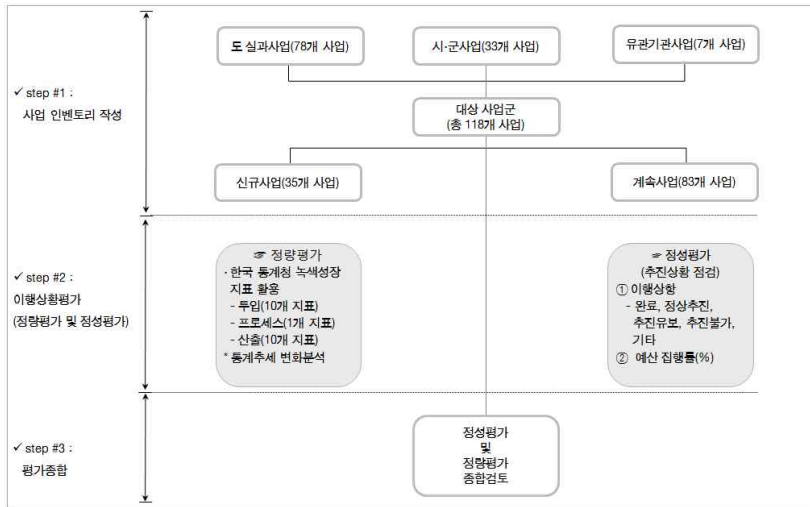 ✓ step #1 :
사업 인벤토리 작성
도 실과사업(78개 사업)
시·군사업(33개 사업)
유관기관사업(7개 사업)
대상 사업군
(총 118개 사업)
신규사업(35개 사업)
계속사업(83개 사업)
✓ step #2 :
이행상황평가
(정량평가 및 정성평가)
☞ 정량평가
· 한국 통계청 녹색성장
지표 활용
- 투입(10개 지표)
- 프로세스(1개 지표)
- 산출(10개 지표)
* 통계추세 변화분석
☞ 정성평가
(추진상황 점검)
① 이행상항
- 완료, 정상추진,
추진유보, 추진불가,
기타
② 예산 집행률(%)
✓ step #3 :
평가종합
정성평가
및
정량평가
종합검토